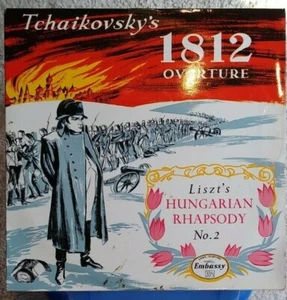 Tchaikovsky's
1812
OVERTURE
Liszt's
HUNGARIAN
RHAPSODY
No. 2
Embassy